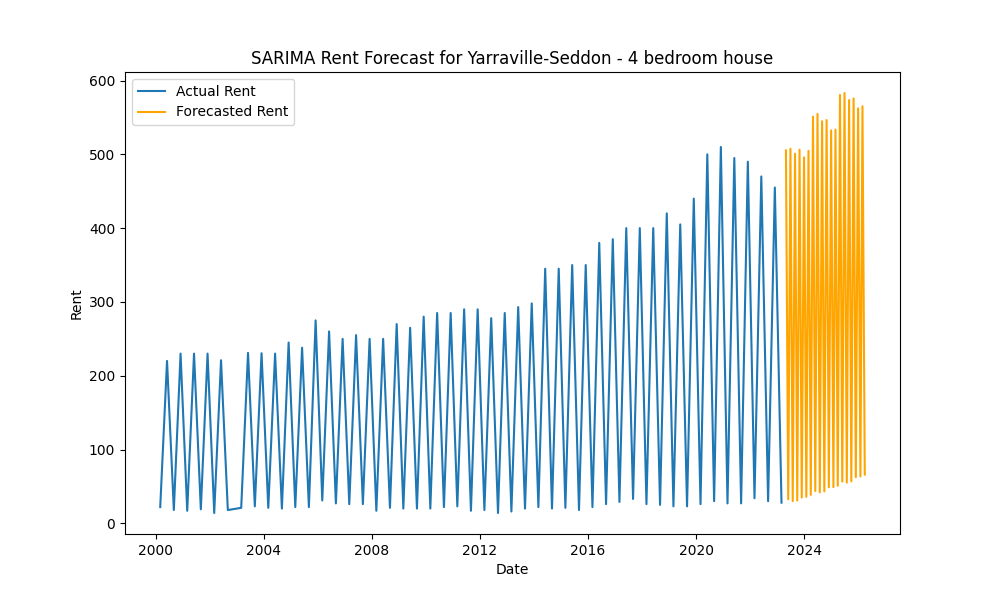 SARIMA Rent Forecast for Yarraville-Seddon - 4 bedroom house
Actual Rent
Forecasted Rent
600
500
400
300
200
100
0
Rent
2000 2004 2008 2012 2016 2020 2024
Date